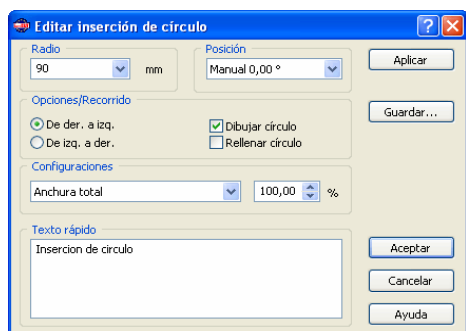 Editar inserción de círculo
Radio
90 mm
Posición
Manual 0,00 °
Aplicar
Opciones/Recorrido
De der. a izq.
De izq. a der.
Dibujar círculo
Rellenar círculo
Guardar...
Configuraciones
Anchura total
100,00 %
Texto rápido
Insercion de circulo
Aceptar
Cancelar
Ayuda